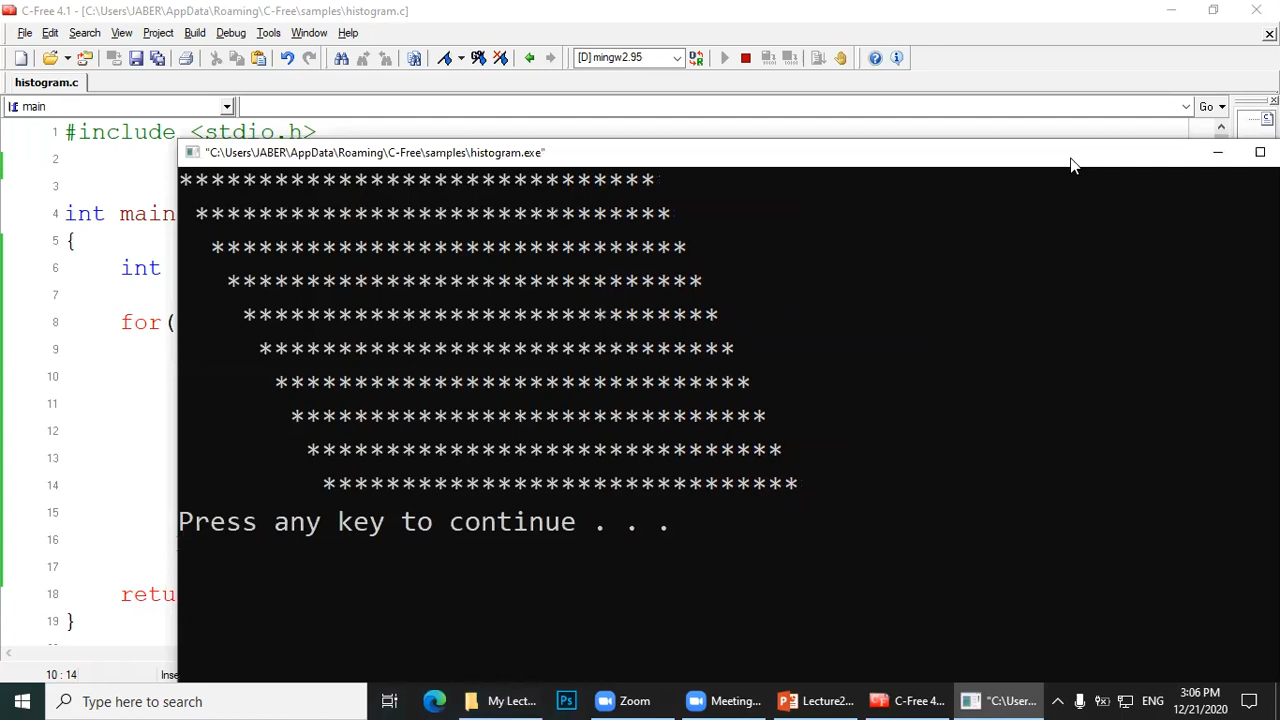 C-Free 4.1 - [C:\Users\JABER\AppData\Roaming\C-Free\samples\histogram.c]
File Edit Search View Project Build Debug Tools Window Help
[D] mingw2.95
histogram.c
main Go
1 #include <stdio.h>
"C:\Users\JABER\AppData\Roaming\C-Free\samples\histogram.exe"
2
3
4 int main
5 {
6 int
7
8 for(
9
10
11
12
13
14
15
16
17
18 retu
19 }
******************************
 ******************************
  ******************************
   ******************************
    ******************************
     ******************************
      ******************************
       ******************************
        ******************************
         ******************************
Press any key to continue . . .
10 : 14 Inse
Type here to search
My Lect...
Ps
Zoom
Meeting...
Lecture2...
C-Free 4...
"C:\User...
ENG
3:06 PM
12/21/2020